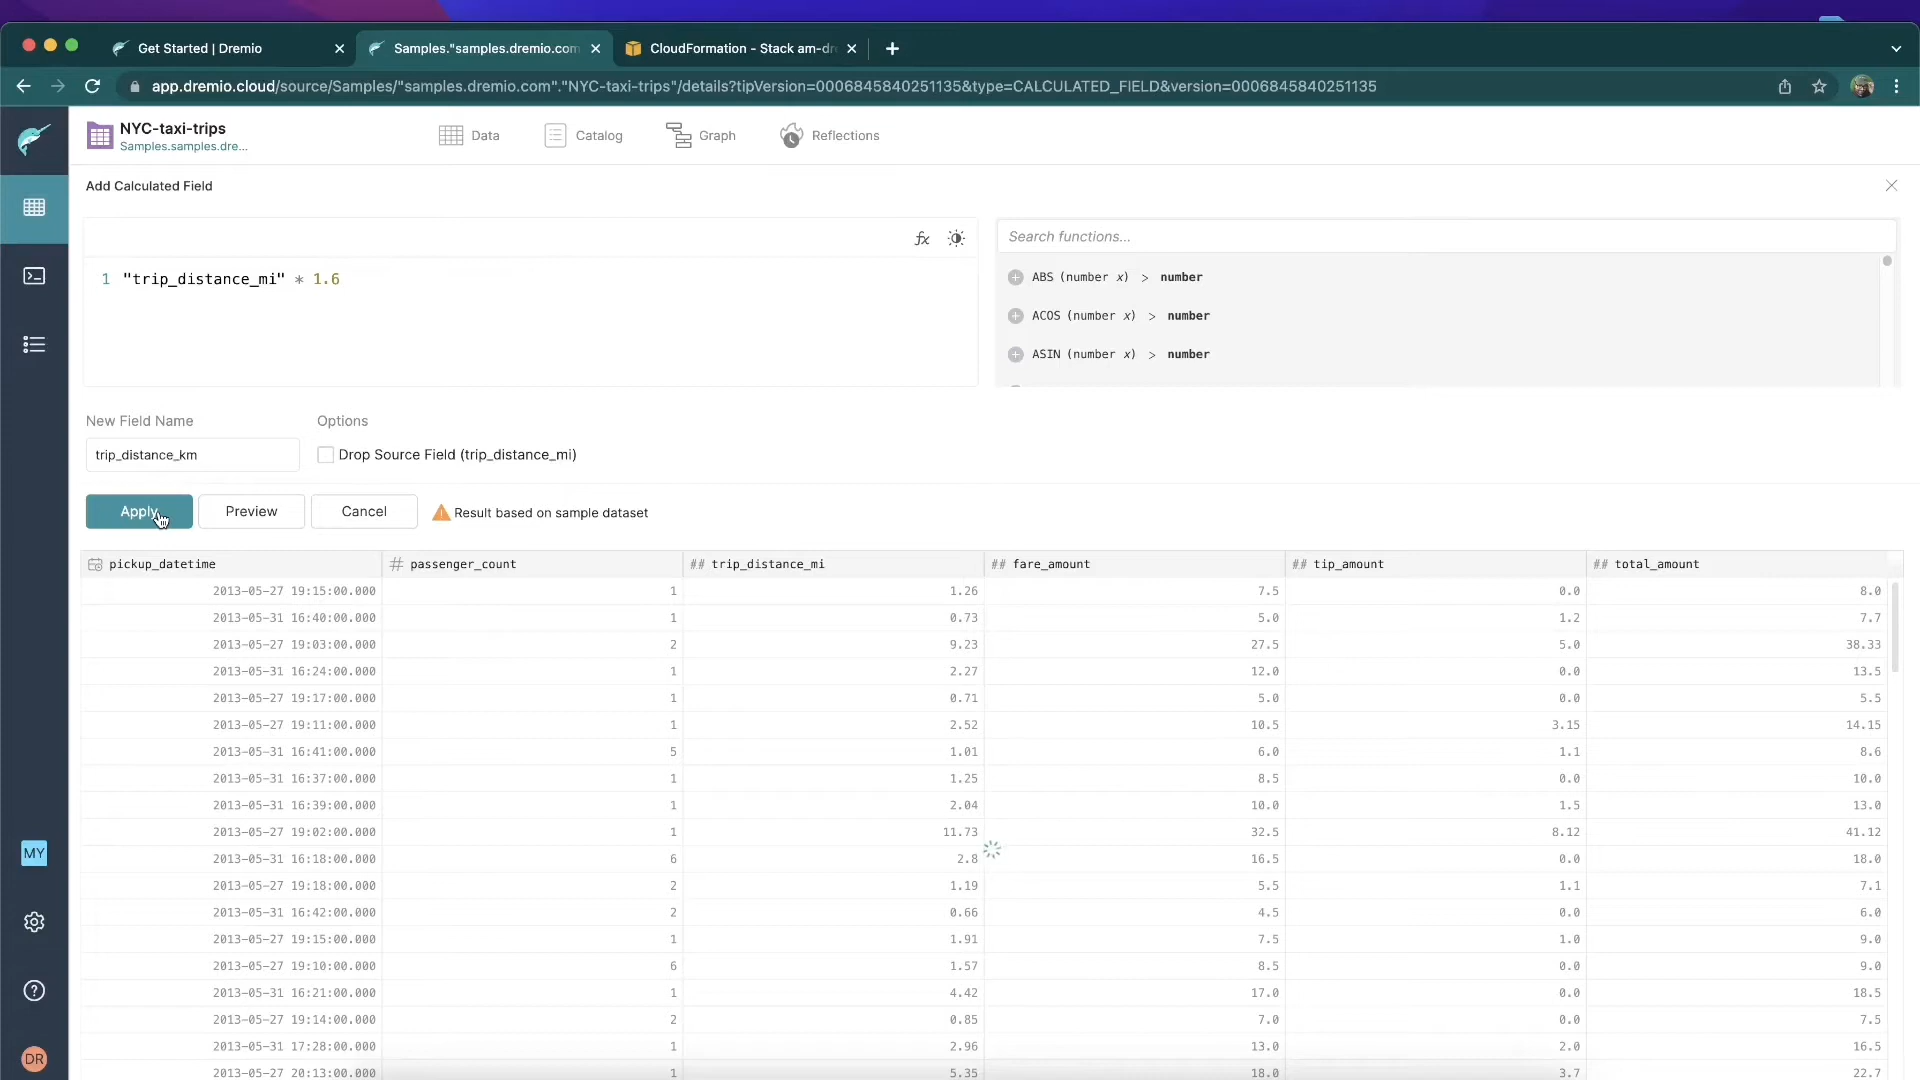 Get Started | Dremio
Samples."samples.dremio.com
CloudFormation - Stack am-dr
app.dremio.cloud/source/Samples/"samples.dremio.com"."NYC-taxi-trips"/details?tipVersion=0006845840251135&type=CALCULATED_FIELD&version=0006845840251135
NYC-taxi-trips
Samples.samples.dre...
Data
Catalog
Graph
Reflections
Add Calculated Field
fx
Search functions...
1 "trip_distance_mi" * 1.6
ABS (number x) > number
ACOS (number x) > number
ASIN (number x) > number
New Field Name
Options
trip_distance_km
Drop Source Field (trip_distance_mi)
Apply
Preview
Cancel
Result based on sample dataset
pickup_datetime # passenger_count ## trip_distance_mi ## fare_amount ## tip_amount ## total_amount
2013-05-27 19:15:00.000 1 1.26 7.5 0.0 8.0
2013-05-31 16:40:00.000 1 0.73 5.0 1.2 7.7
2013-05-27 19:03:00.000 2 9.23 27.5 5.0 38.33
2013-05-31 16:24:00.000 1 2.27 12.0 0.0 13.5
2013-05-27 19:17:00.000 1 0.71 5.0 0.0 5.5
2013-05-27 19:11:00.000 1 2.52 10.5 3.15 14.15
2013-05-31 16:41:00.000 5 1.01 6.0 1.1 8.6
2013-05-31 16:37:00.000 1 1.25 8.5 0.0 10.0
2013-05-31 16:39:00.000 1 2.04 10.0 1.5 13.0
2013-05-27 19:02:00.000 1 11.73 32.5 8.12 41.12
2013-05-31 16:18:00.000 6 2.8 16.5 0.0 18.0
2013-05-27 19:18:00.000 2 1.19 5.5 1.1 7.1
2013-05-31 16:42:00.000 2 0.66 4.5 0.0 6.0
2013-05-27 19:15:00.000 1 1.91 7.5 1.0 9.0
2013-05-27 19:10:00.000 6 1.57 8.5 0.0 9.0
2013-05-31 16:21:00.000 1 4.42 17.0 0.0 18.5
2013-05-27 19:14:00.000 2 0.85 7.0 0.0 7.5
2013-05-31 17:28:00.000 1 2.96 13.0 2.0 16.5
2013-05-27 20:13:00.000 1 5.35 18.0 3.7 22.7
MY
DR